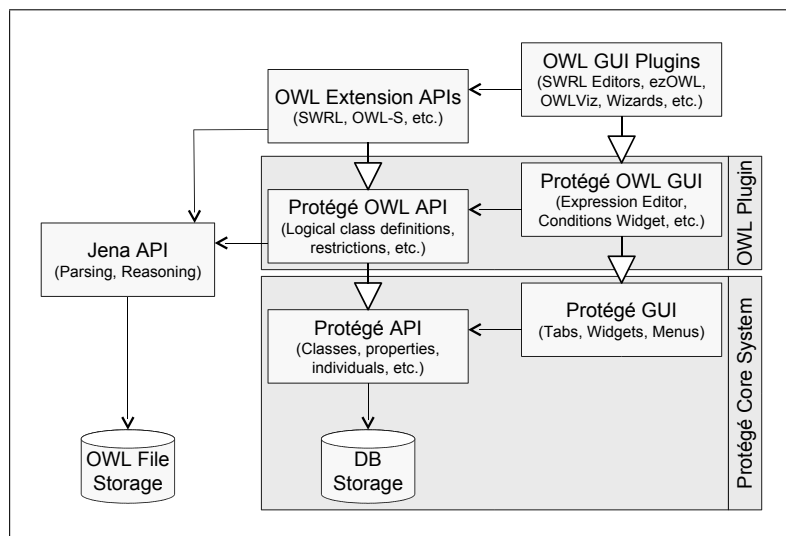 OWL GUI Plugins
(SWRL Editors, ezOWL,
OWLViz, Wizards, etc.)
OWL Extension APIs
(SWRL, OWL-S, etc.)
Protégé OWL GUI
(Expression Editor,
Conditions Widget, etc.)
OWL Plugin
Protégé OWL API
(Logical class definitions,
restrictions, etc.)
Jena API
(Parsing, Reasoning)
Protégé GUI
(Tabs, Widgets, Menus)
Protégé API
(Classes, properties,
individuals, etc.)
Protégé Core System
OWL File
Storage
DB
Storage